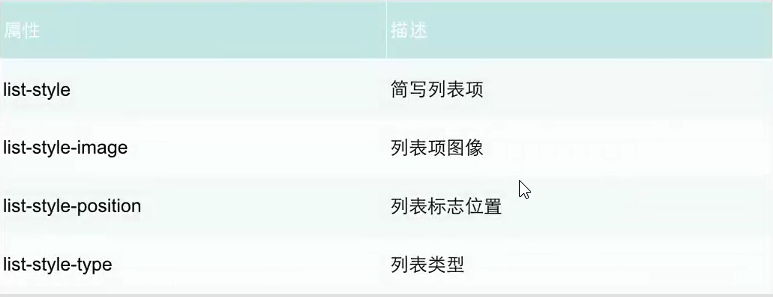 属性 描述
list-style 简写列表项
list-style-image 列表项图像
list-style-position 列表标志位置
list-style-type 列表类型